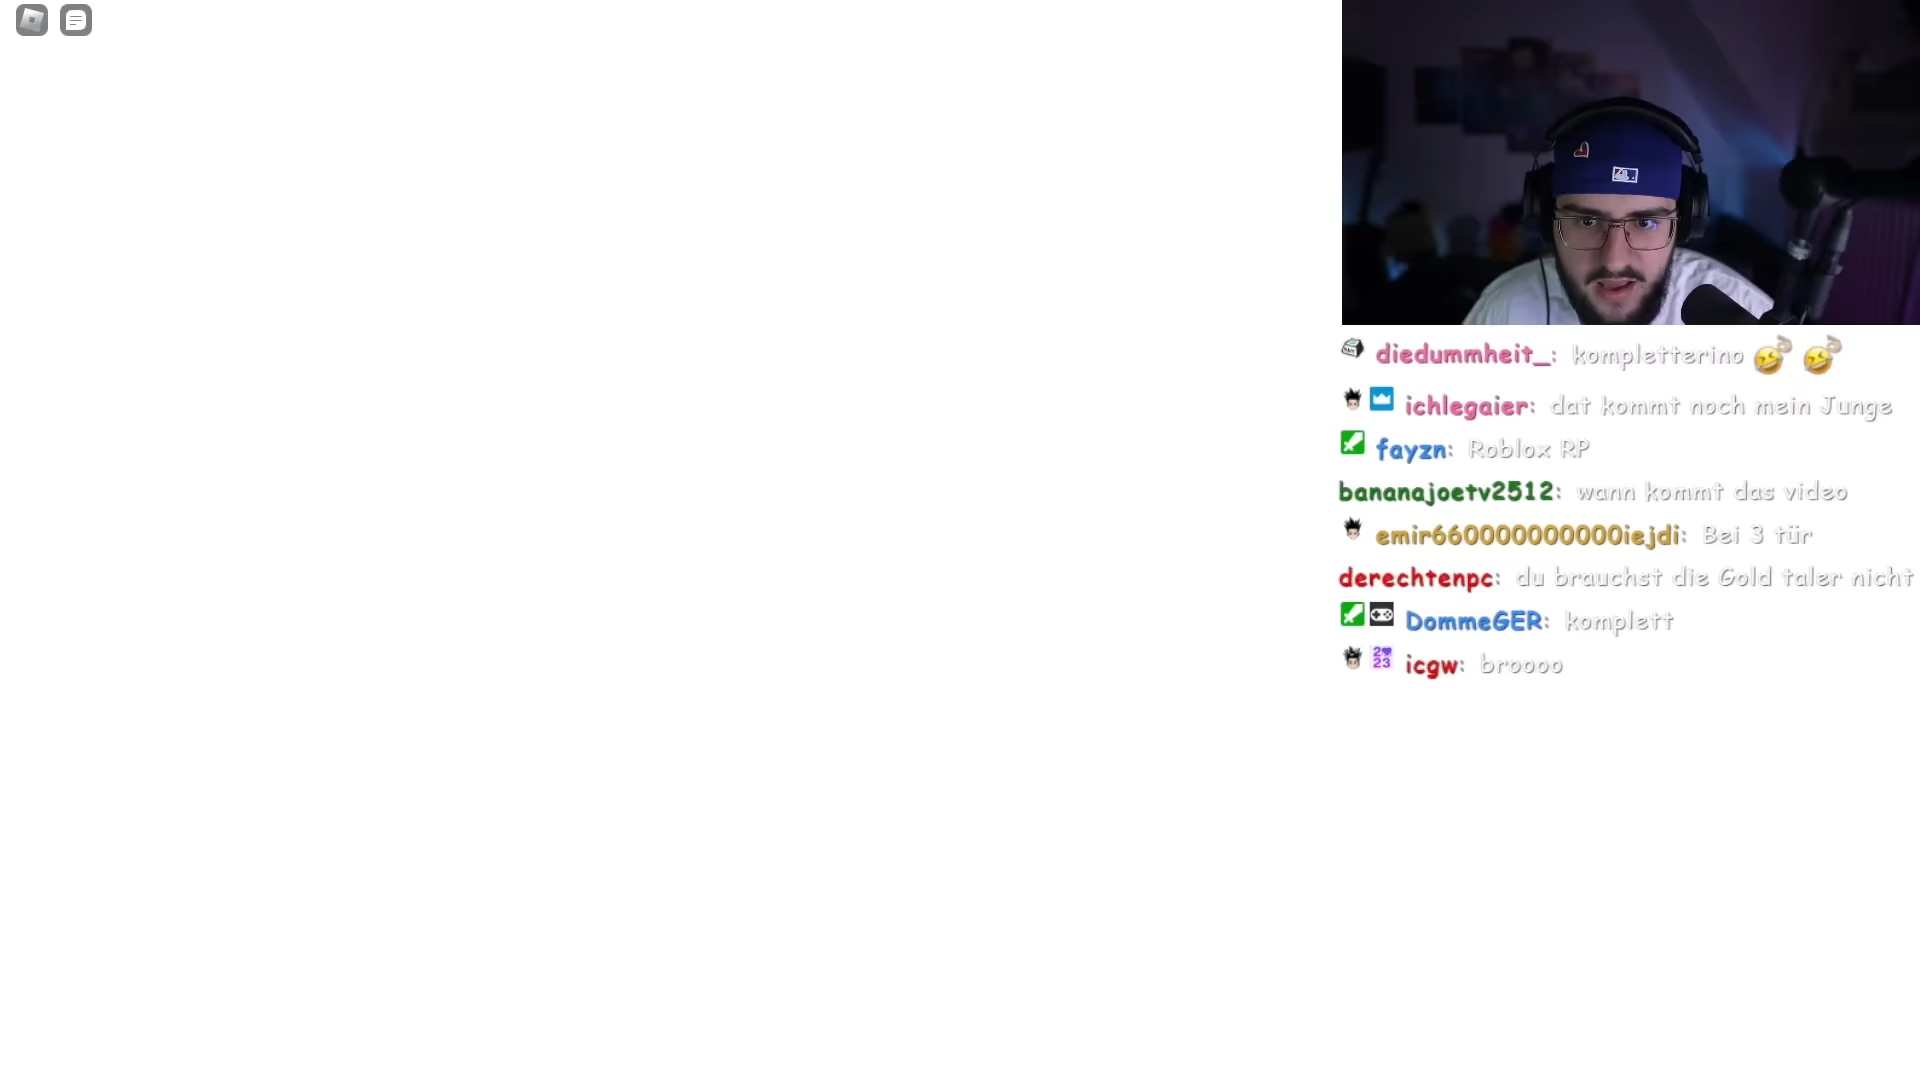 diedummheit_: kompletterino
ichlegaier: dat kommt noch mein Junge
fayzn: Roblox RP
bananajoetv2512: wann kommt das video
emir660000000000iejdi: Bei 3 tür
derechtenpc: du brauchst die Gold taler nicht
DommeGER: komplett
2023 icgw: broooo